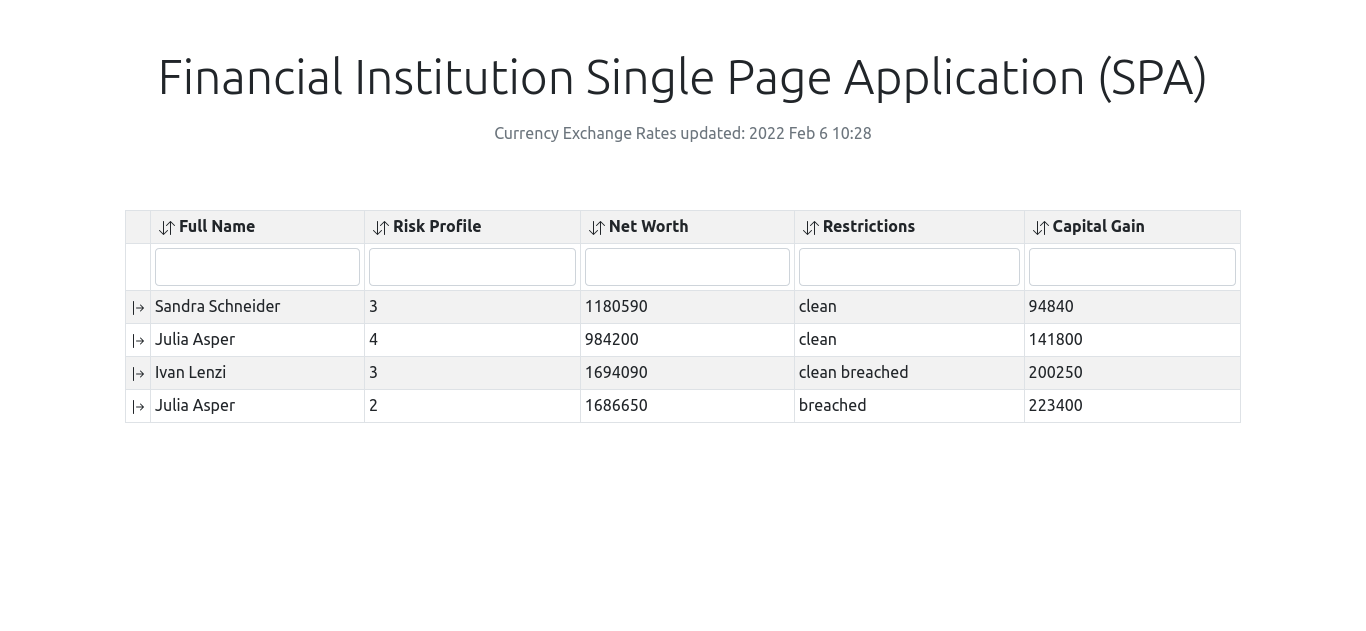 Financial Institution Single Page Application (SPA)
Currency Exchange Rates updated: 2022 Feb 6 10:28
Full Name Risk Profile Net Worth Restrictions Capital Gain
Sandra Schneider 3 1180590 clean 94840
Julia Asper 4 984200 clean 141800
Ivan Lenzi 3 1694090 clean breached 200250
Julia Asper 2 1686650 breached 223400